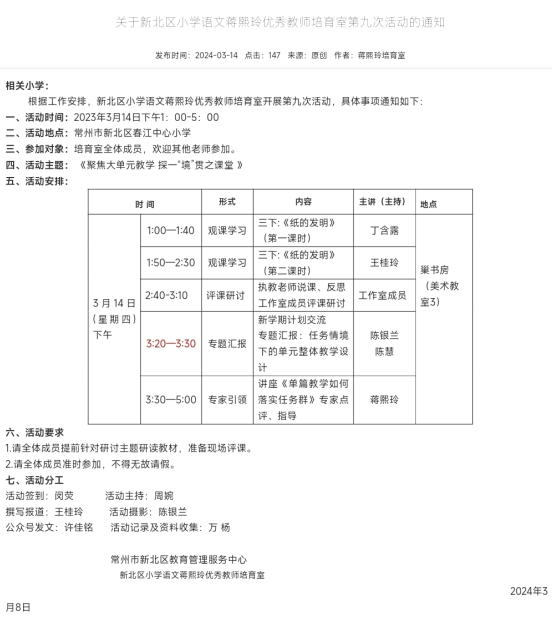 关于新北区小学语文蒋熙玲优秀教师培育室第九次活动的通知
发布时间：2024-03-14 点击：147 来源：原创 作者：蒋熙玲培育室
相关小学：
根据工作安排，新北区小学语文蒋熙玲优秀教师培育室开展第九次活动，具体事项通知如下：
一、活动时间：2023年3月14日下午1：00-5：00
二、活动地点：常州市新北区春江中心小学
三、参加对象：培育室全体成员，欢迎其他老师参加。
四、活动主题：《聚焦大单元教学 探一“境”贯之课堂 》
五、活动安排：
时 间 形式 内容 主讲（主持） 地点
3 月 14 日
（星 期 四）
下午
1:00—1:40 观课学习 三下:《纸的发明》
（第一课时） 丁含露
1:50—2:30 观课学习 三下:《纸的发明》
（第二课时） 王桂玲
2:40-3:10 评课研讨 执教老师说课、反思
工作室成员评课研讨 工作室成员
3:20—3:30 专题汇报 新学期计划交流
专题汇报：任务情境
下的单元整体教学设
计 陈银兰
陈慧
3:30—5:00 专家引领 讲座《单篇教学如何
落实任务群》专家点
评、指导 蒋熙玲
巢书房
（美术教
室3）
六、活动要求
1.请全体成员提前针对研讨主题研读教材，准备现场评课。
2.请全体成员准时参加，不得无故请假。
七、活动分工
活动签到：闵荧 活动主持：周婉
撰写报道：王桂玲 活动摄影：陈银兰
公众号发文：许佳铭 活动记录及资料收集：万 杨
常州市新北区教育管理服务中心
新北区小学语文蒋熙玲优秀教师培育室
2024年3
月8日